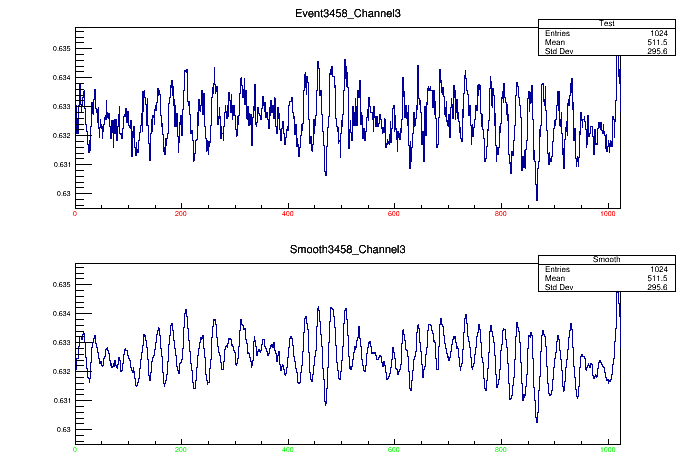 Event3458_Channel3
Test
Entries 1024
Mean 511.5
Std Dev 295.6
0.635
0.634
0.633
0.632
0.631
0.63
0 200 400 600 800 1000
Smooth3458_Channel3
Smooth
Entries 1024
Mean 511.5
Std Dev 295.6
0.635
0.634
0.633
0.632
0.631
0.63
0 200 400 600 800 1000